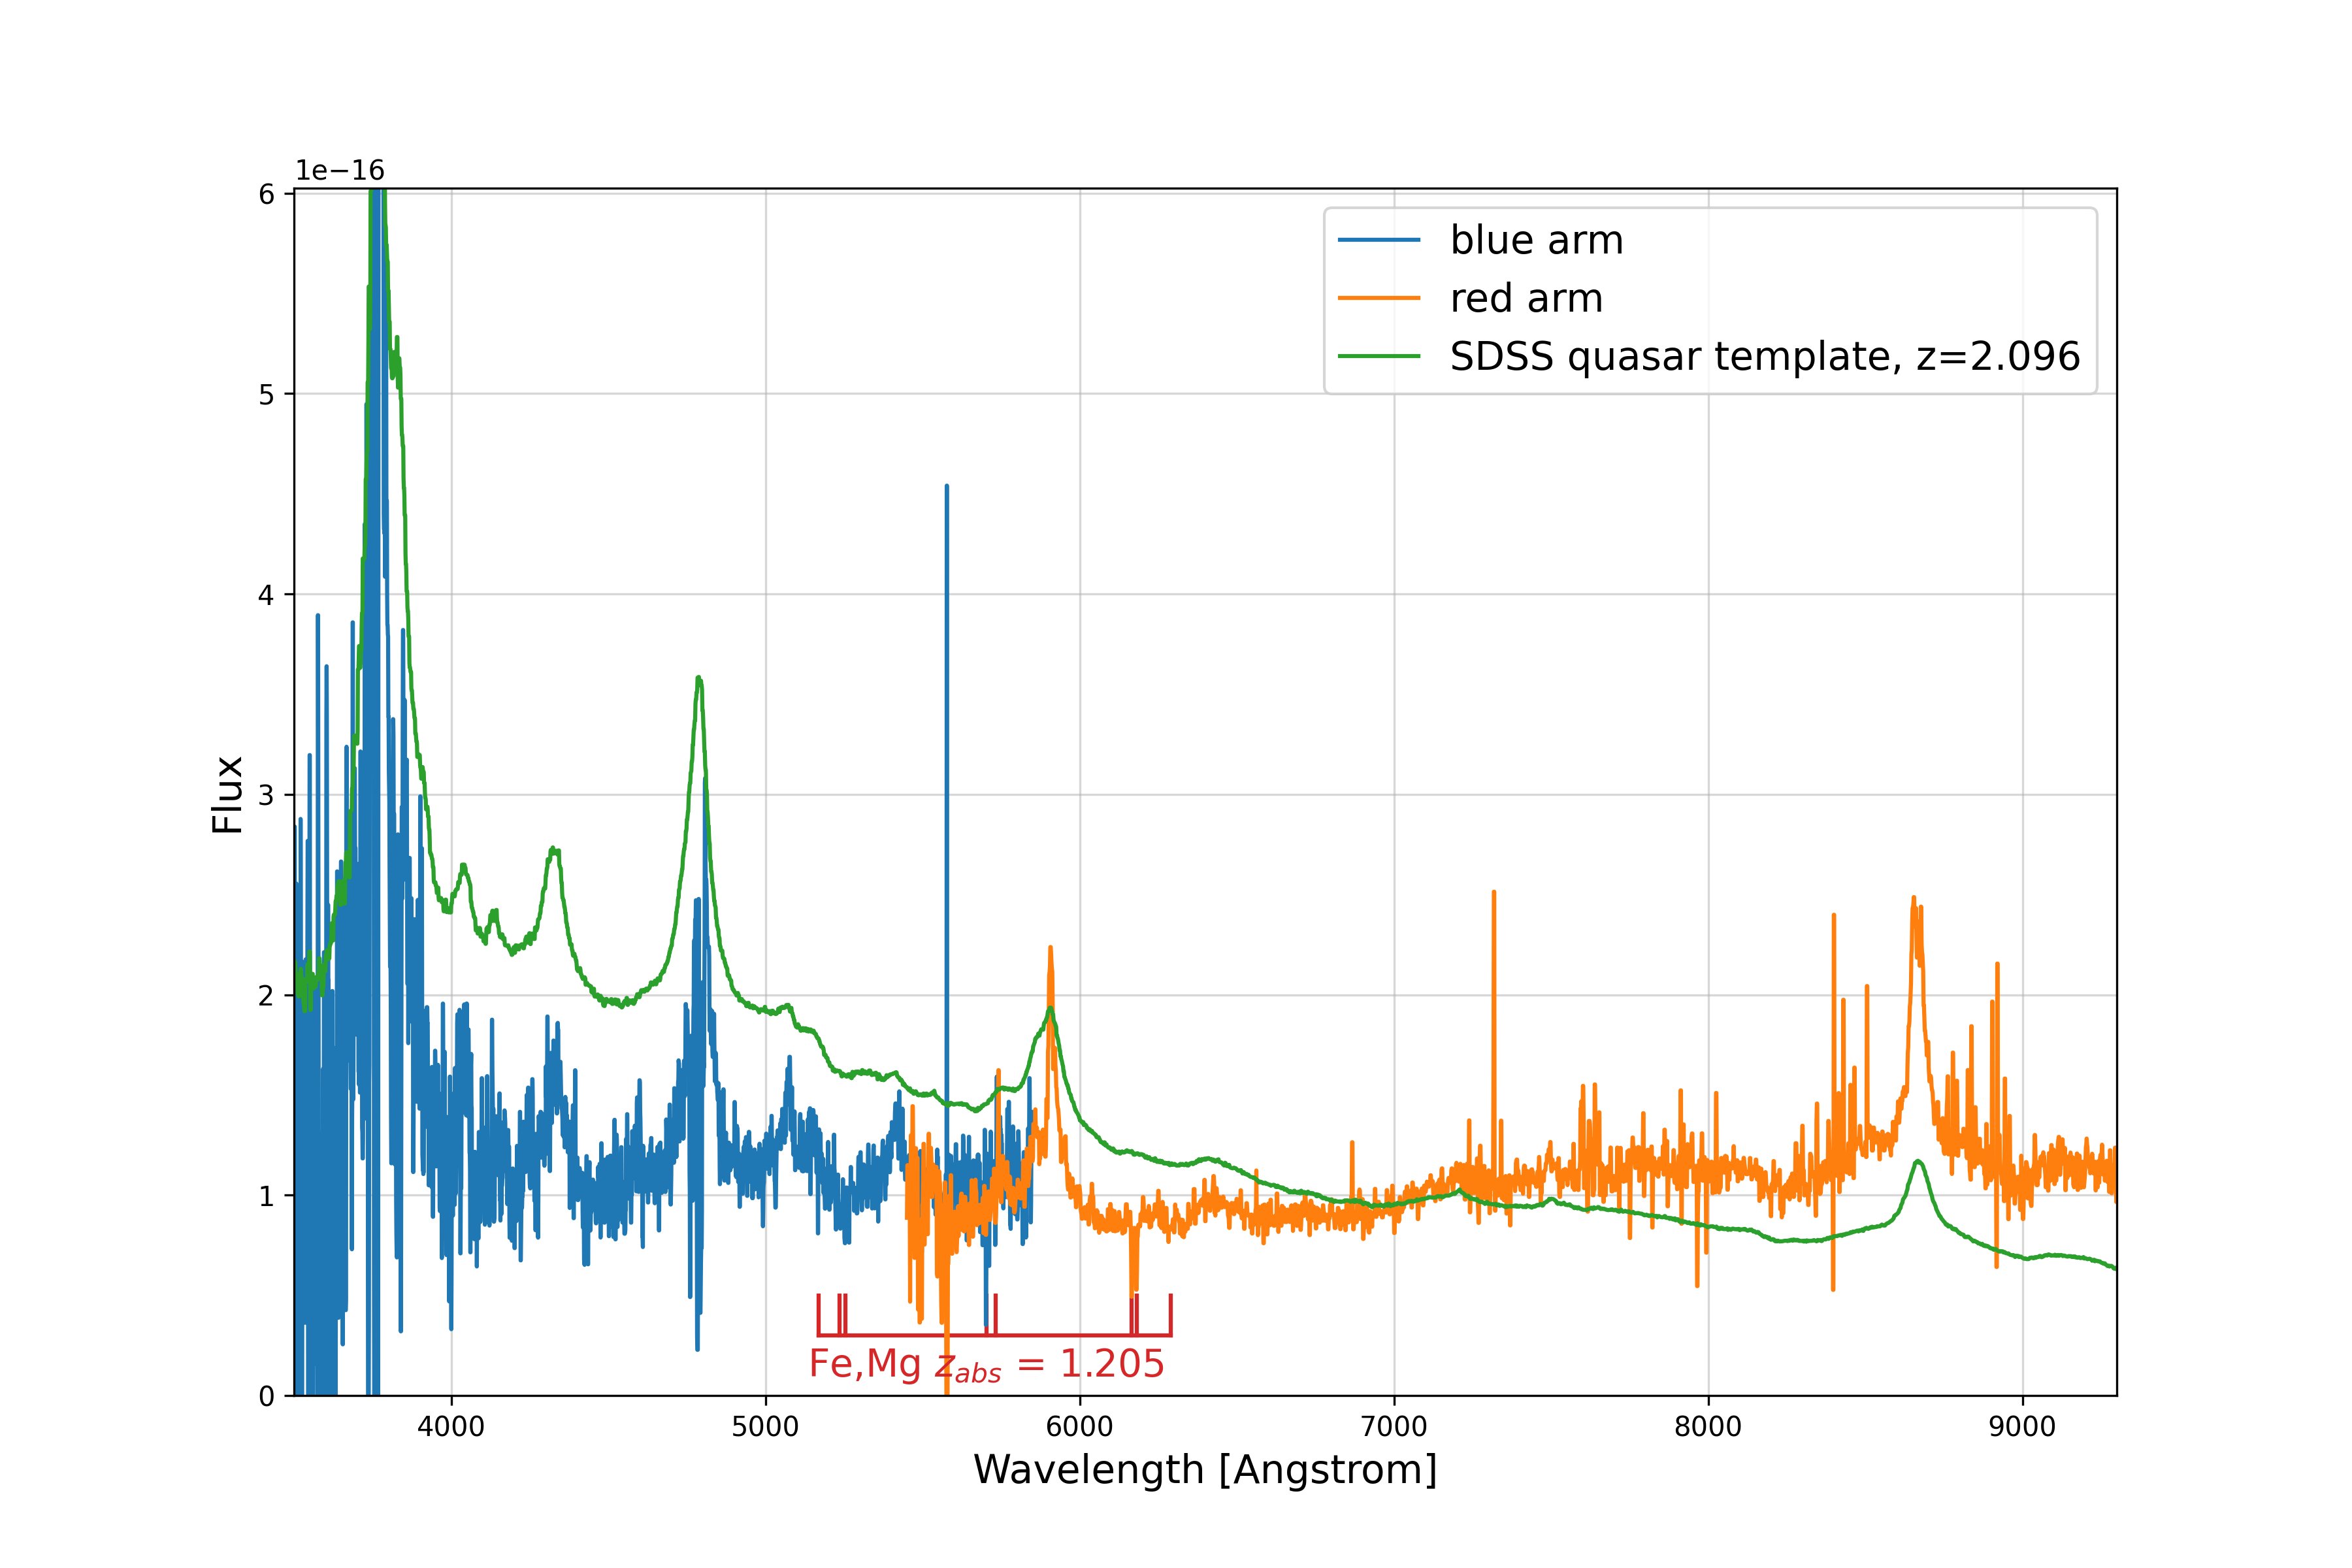 1e−16
6
5
4
3
2
1
0
Flux
blue arm
red arm
SDSS quasar template, z=2.096
Fe,Mg z_abs = 1.205
4000 5000 6000 7000 8000 9000
Wavelength [Angstrom]